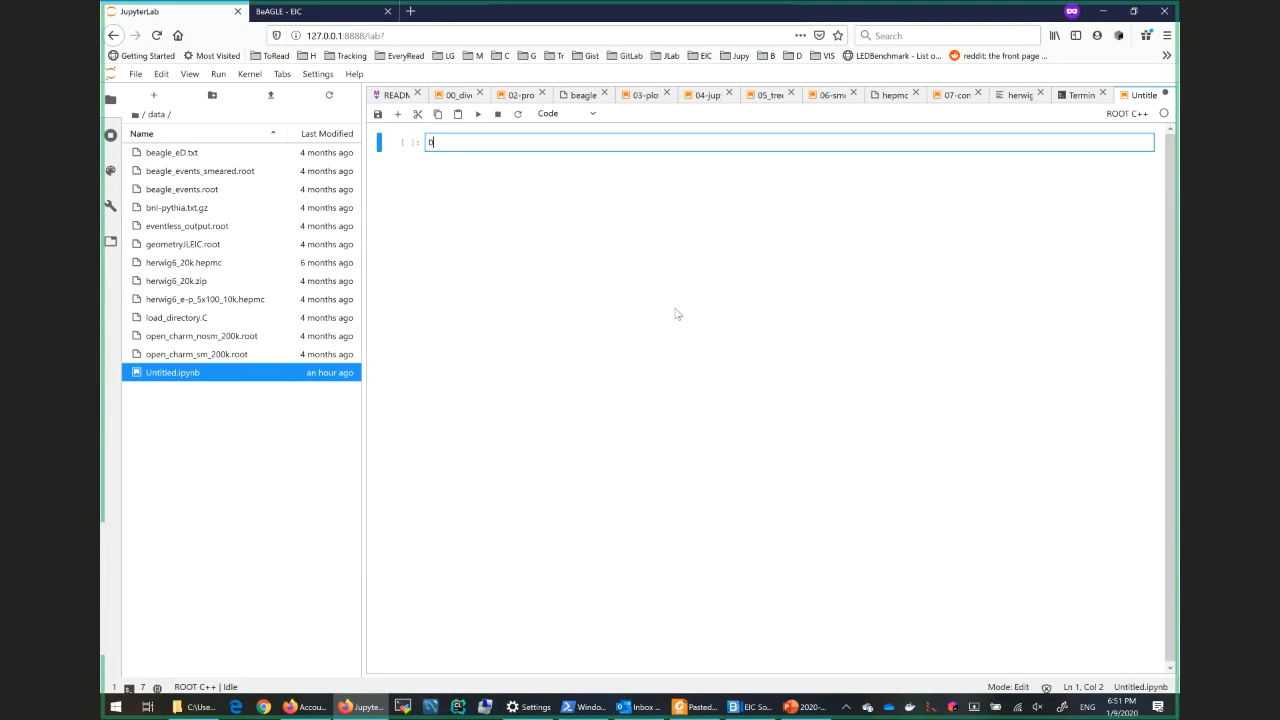 JupyterLab
BeAGLE - EIC
127.0.0.1:8888/lab?
Search
Getting Started
Most Visited
ToRead
H
Tracking
EveryRead
LG
M
C
G
Tr
Gist
GitLab
JLab
EIC
Jupy
B
D
VIS
LEDBenchmark - List o...
reddit: the front page ...
File Edit View Run Kernel Tabs Settings Help
READM
00_dive
02-pro
beagle
03-plo
04-jup
05_tree
06-sme
hepmc
07-con
herwig
Termin
Untitle
/ data /
Code
ROOT C++
Name Last Modified
[ ]: D
beagle_eD.txt 4 months ago
beagle_events_smeared.root 4 months ago
beagle_events.root 4 months ago
bnl-pythia.txt.gz 4 months ago
eventless_output.root 4 months ago
geometryJLEIC.root 4 months ago
herwig6_20k.hepmc 6 months ago
herwig6_20k.zip 4 months ago
herwig6_e-p_5x100_10k.hepmc 4 months ago
load_directory.C 4 months ago
open_charm_nosm_200k.root 4 months ago
open_charm_sm_200k.root 4 months ago
Untitled.ipynb an hour ago
1 7 ROOT C++ | Idle
Mode: Edit Ln 1, Col 2 Untitled.ipynb
C:\Use...
Accou...
Jupyte...
Settings
Windo...
Inbox ...
Pasted...
EIC So...
2020-...
ENG
6:51 PM
1/9/2020